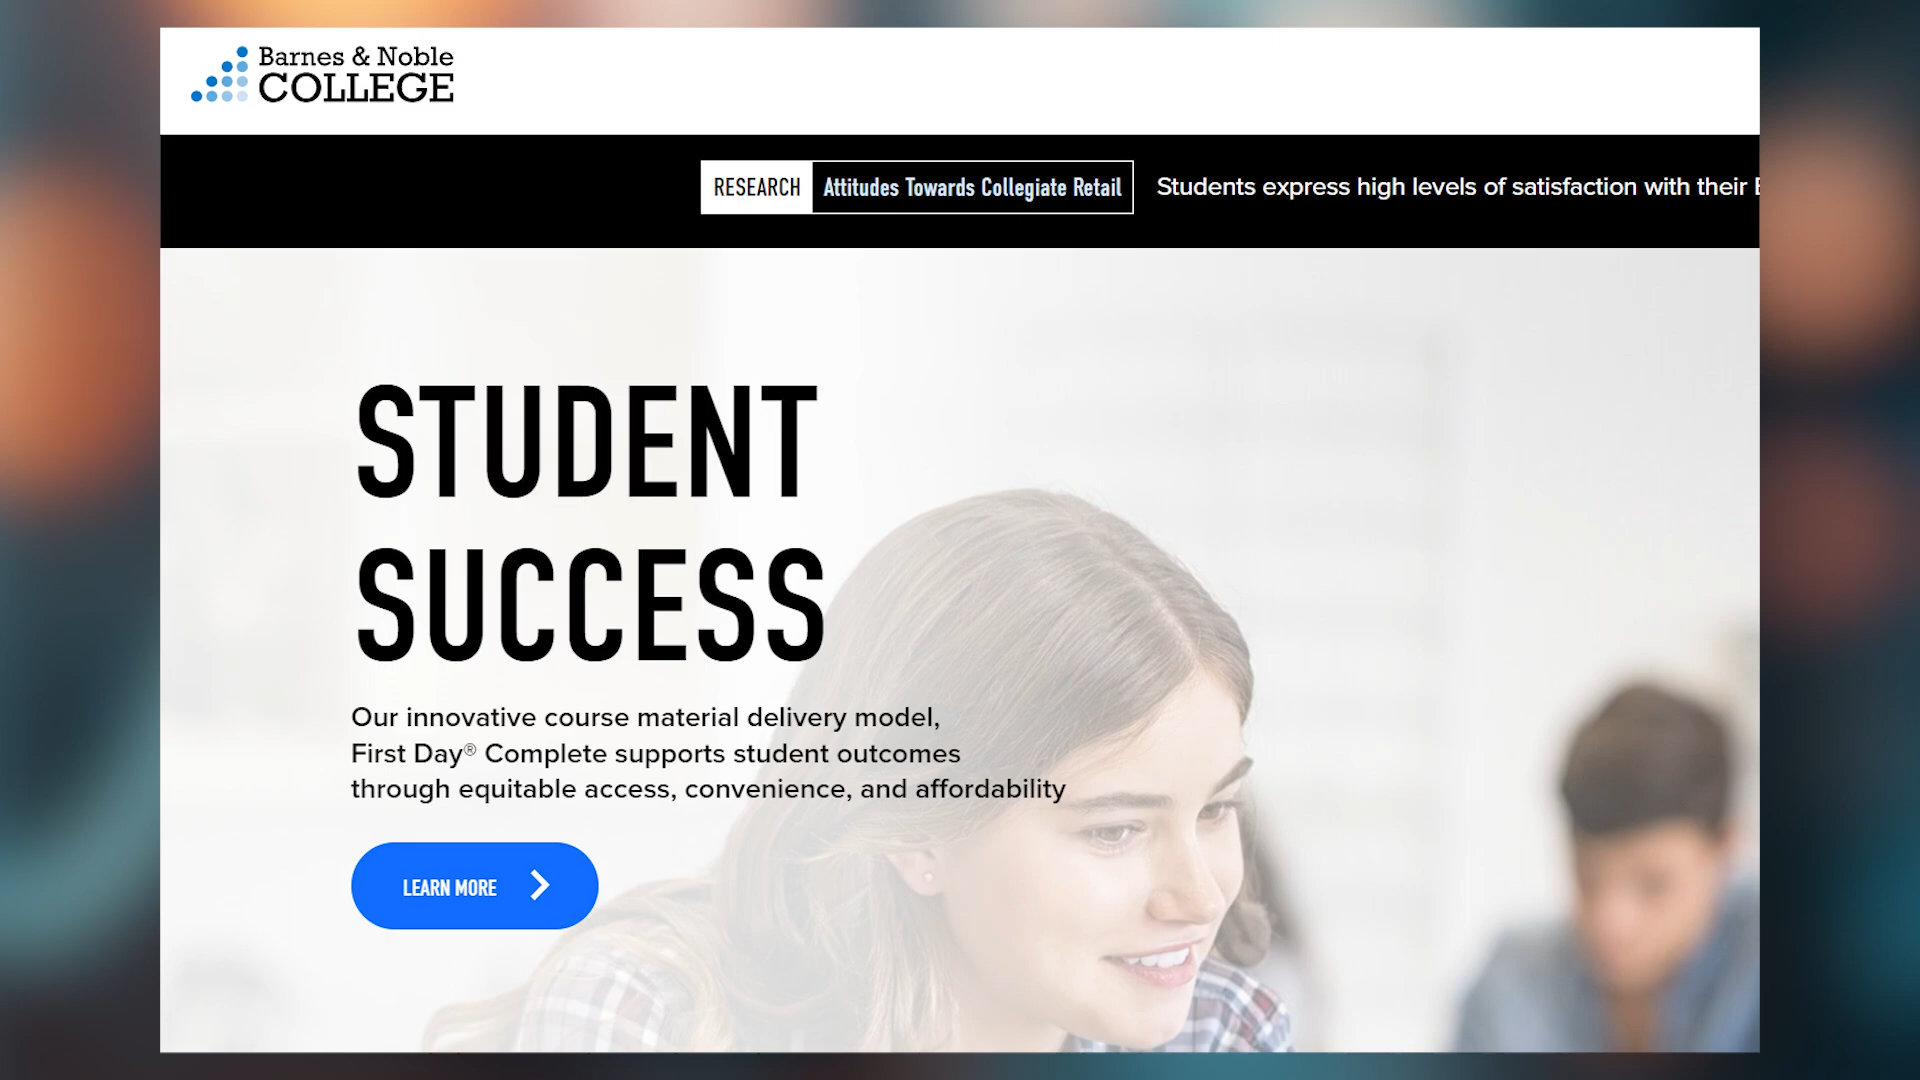 Barnes & Noble
COLLEGE
RESEARCH Attitudes Towards Collegiate Retail Students express high levels of satisfaction with their
STUDENT
SUCCESS
Our innovative course material delivery model,
First Day® Complete supports student outcomes
through equitable access, convenience, and affordability
LEARN MORE